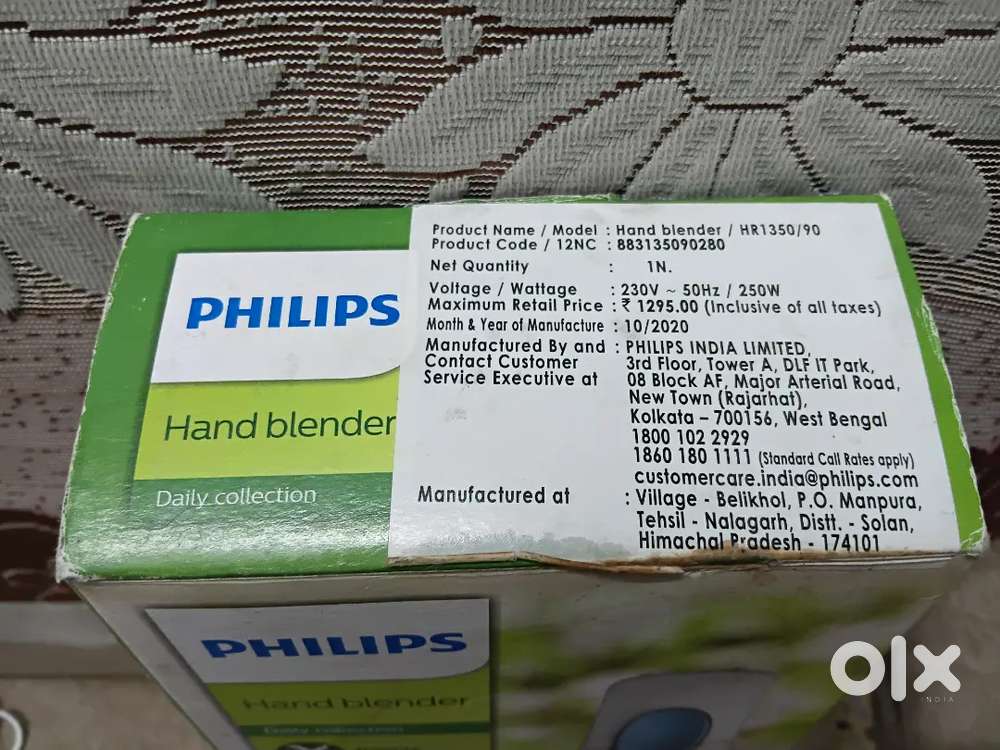 PHILIPS
Hand blender
Daily collection
Product Name / Model : Hand blender / HR1350/90
Product Code / 12NC : 883135090280
Net Quantity : 1N.
Voltage / Wattage : 230V ~ 50Hz / 250W
Maximum Retail Price : ₹ 1295.00 (Inclusive of all taxes)
Month & Year of Manufacture : 10/2020
Manufactured By and : PHILIPS INDIA LIMITED,
Contact Customer 3rd Floor, Tower A, DLF IT Park,
Service Executive at 08 Block AF, Major Arterial Road,
New Town (Rajarhat),
Kolkata – 700156, West Bengal
1800 102 2929
1860 180 1111 (Standard Call Rates apply)
customercare.india@philips.com
Manufactured at : Village - Belikhol, P.O. Manpura,
Tehsil - Nalagarh, Distt. - Solan,
Himachal Pradesh - 174101
PHILIPS
Hand blender
Daily collection
olx
INDIA